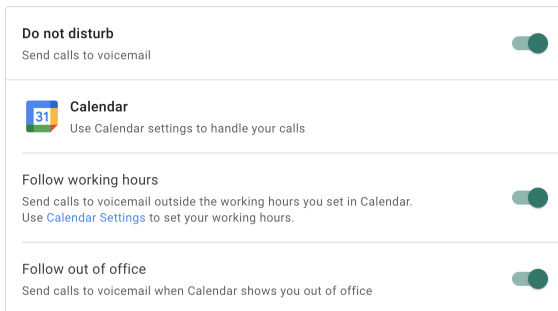 Do not disturb
Send calls to voicemail
31
Calendar
Use Calendar settings to handle your calls
Follow working hours
Send calls to voicemail outside the working hours you set in Calendar.
Use Calendar Settings to set your working hours.
Follow out of office
Send calls to voicemail when Calendar shows you out of office